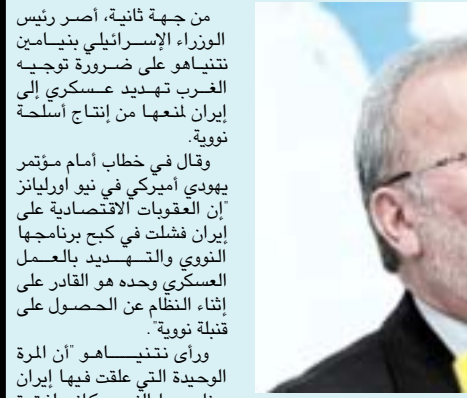 من جهة ثانية، أصر رئيس
الوزراء الإسرائيلي بنيامين
نتنياهو على ضرورة توجيه
الغرب تهديد عسكري إلى
إيران لمنعها من إنتاج أسلحة
نووية.
وقال في خطاب أمام مؤتمر
يهودي أميركي في نيو اورليانز
"إن العقوبات الاقتصادية على
إيران فشلت في كبح برنامجها
النووي والتهديد بالعمل
العسكري وحده هو القادر على
إثناء النظام عن الحصول على
قنبلة نووية".
ورأى نتنياهو "أن المرة
الوحيدة التي علقت فيها إيران